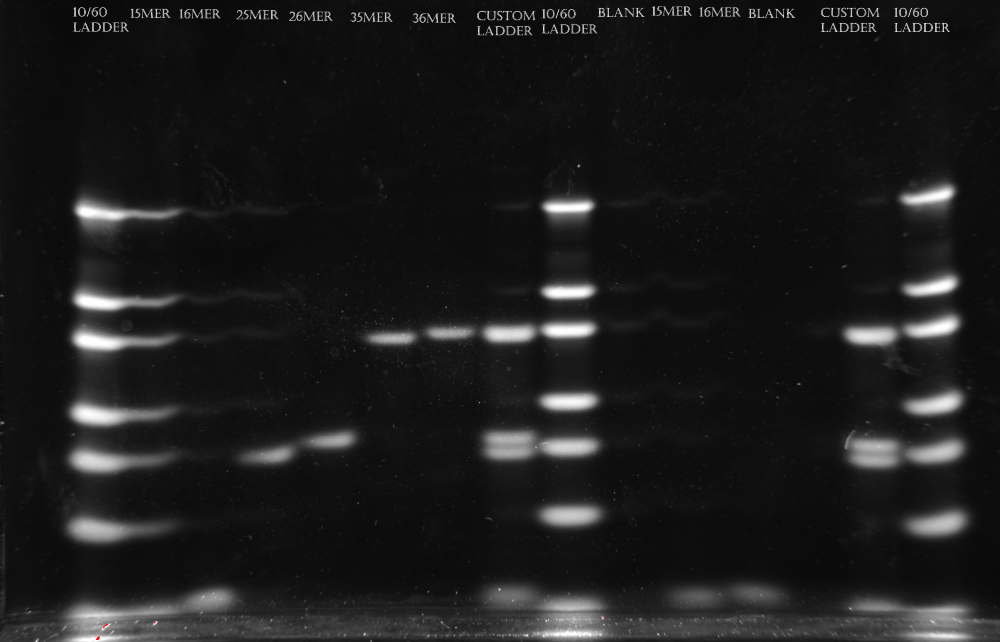 10/60 LADDER
15MER
16MER
25MER
26MER
35MER
36MER
CUSTOM LADDER
10/60 LADDER
BLANK
15MER
16MER
BLANK
CUSTOM LADDER
10/60 LADDER